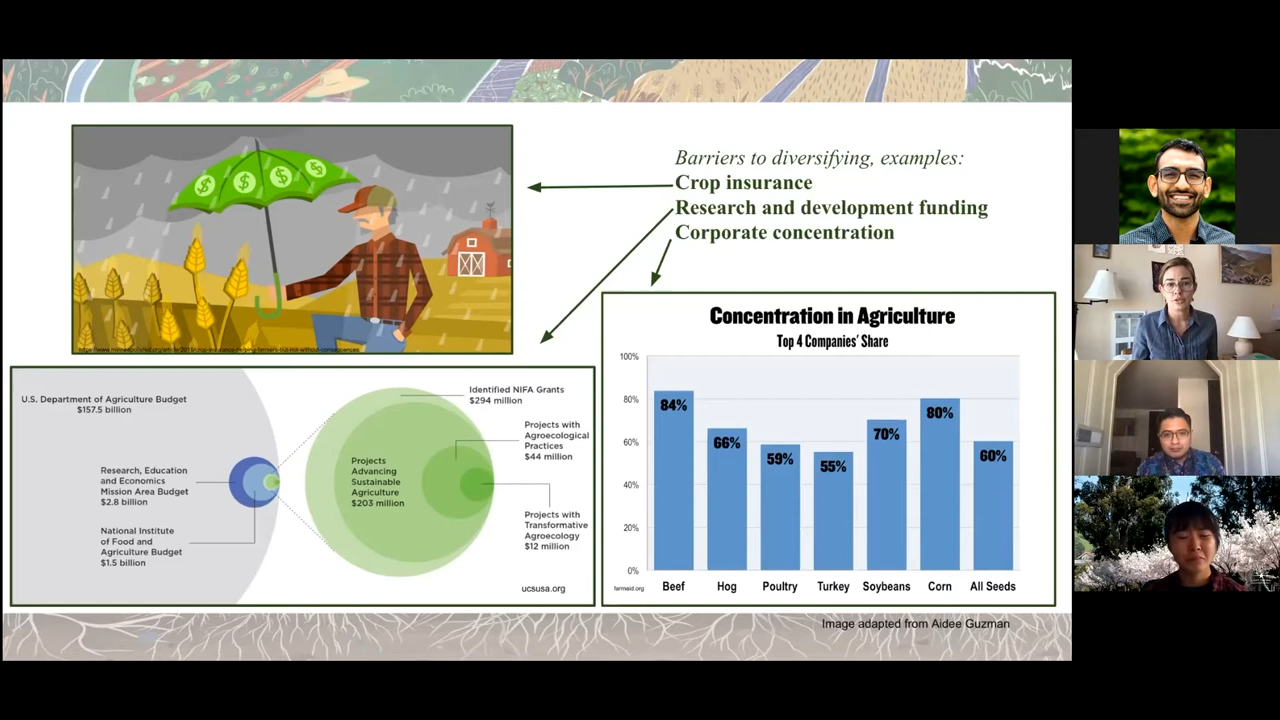 Barriers to diversifying, examples:
Crop insurance
Research and development funding
Corporate concentration
$ $ $ $
U.S. Department of Agriculture Budget
$157.5 billion
Research, Education
and Economics
Mission Area Budget
$2.8 billion
National Institute
of Food and
Agriculture Budget
$1.5 billion
Identified NIFA Grants
$294 million
Projects with
Agroecological
Practices
$44 million
Projects
Advancing
Sustainable
Agriculture
$203 million
Projects with
Transformative
Agroecology
$12 million
ucsusa.org
Concentration in Agriculture
Top 4 Companies' Share
100%
80%
60%
40%
20%
0%
84%
66%
59%
55%
70%
80%
60%
farmaid.org
Beef Hog Poultry Turkey Soybeans Corn All Seeds
Image adapted from Aidee Guzman